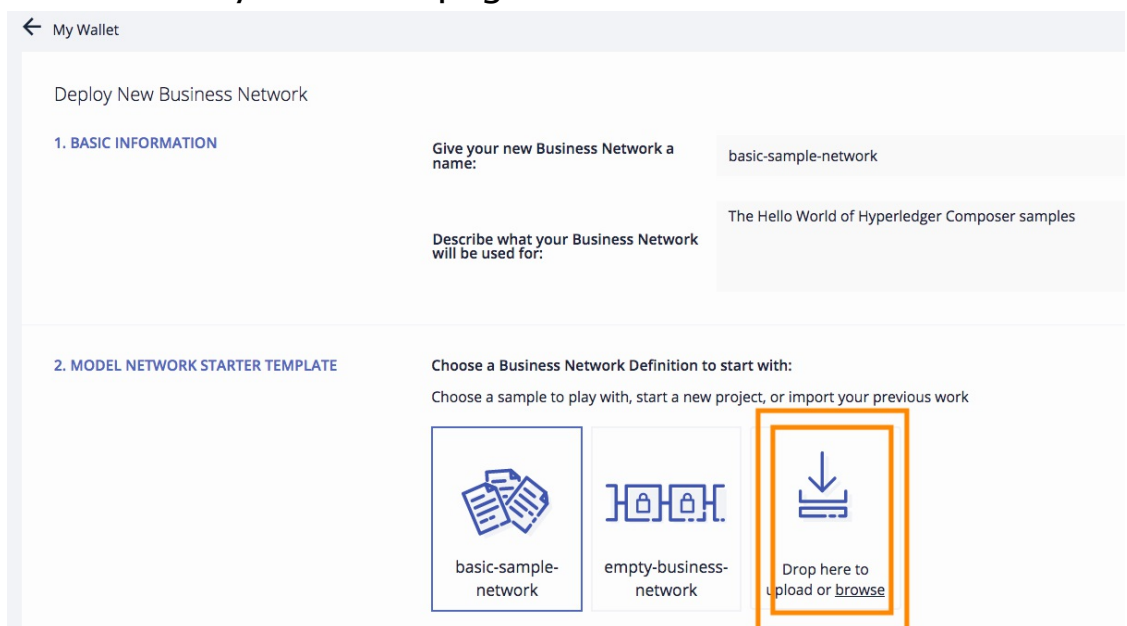 My Wallet
Deploy New Business Network
1. BASIC INFORMATION
Give your new Business Network a
name:
basic-sample-network
Describe what your Business Network
will be used for:
The Hello World of Hyperledger Composer samples
2. MODEL NETWORK STARTER TEMPLATE
Choose a Business Network Definition to start with:
Choose a sample to play with, start a new project, or import your previous work
basic-sample-
network
empty-business-
network
Drop here to
upload or browse